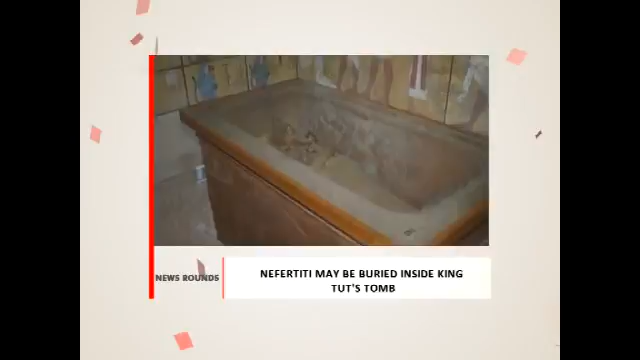 NEWS ROUNDS
NEFERTITI MAY BE BURIED INSIDE KING
TUT'S TOMB